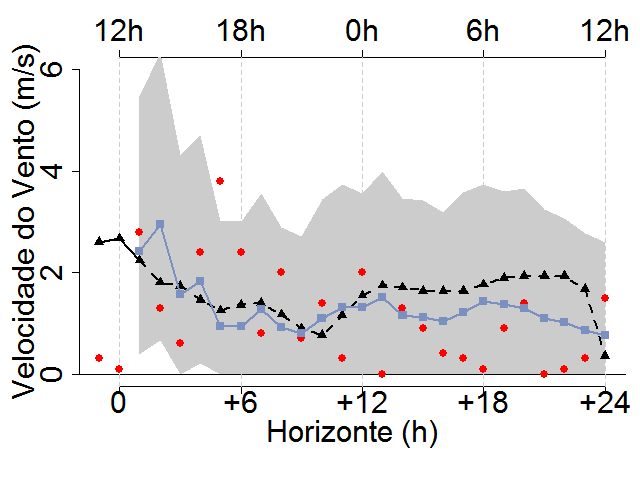 12h 18h 0h 6h 12h
Velocidade do Vento (m/s)
6
4
2
0
0 +6 +12 +18 +24
Horizonte (h)